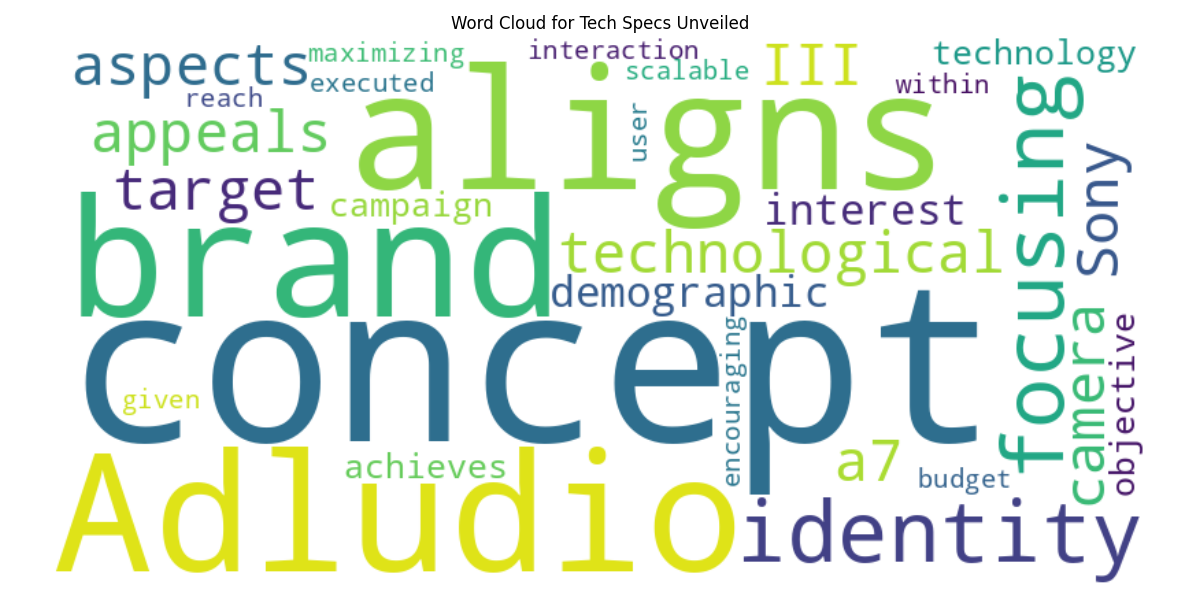 Word Cloud for Tech Specs Unveiled
aspects
maximizing
interaction
III
technology
executed
scalable
within
reach
aligns
user
appeals
focusing
Sony
target
campaign
interest
brand
technological
demographic
concept
encouraging
camera
objective
given
Adludio
achieves
a7
budget
identity